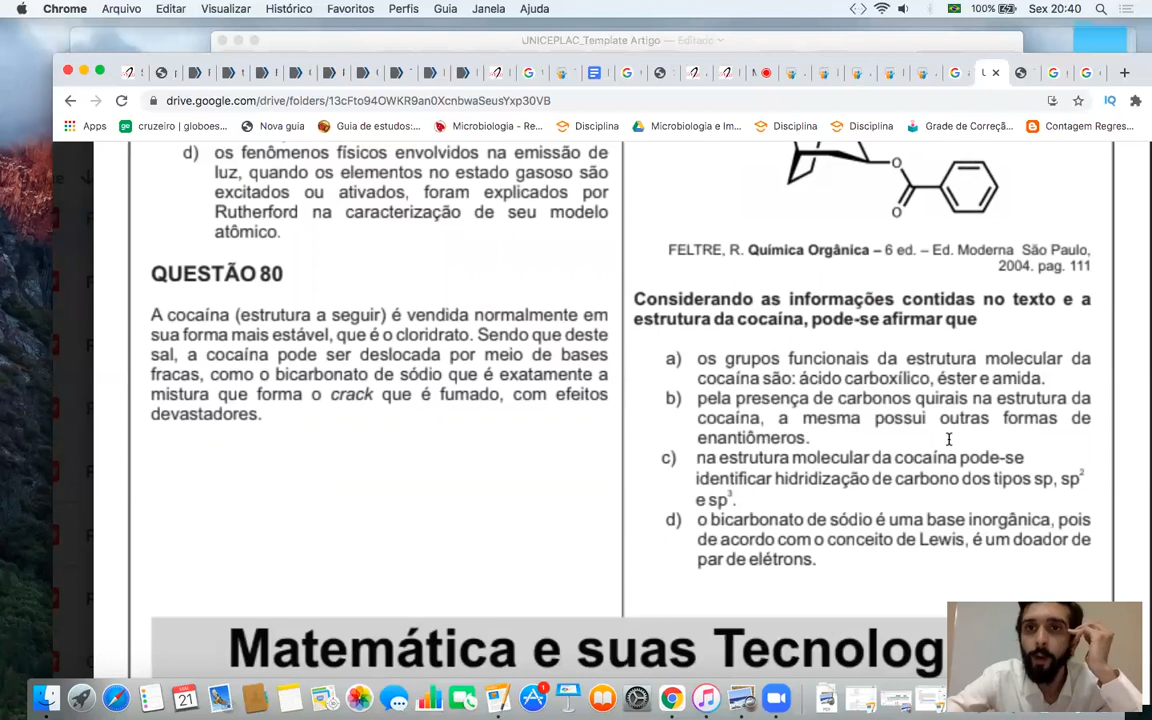 Chrome Arquivo Editar Visualizar Histórico Favoritos Perfis Guia Janela Ajuda 100% Sex 20:40
UNICEPLAC_Template Artigo — Editado
drive.google.com/drive/folders/13cFto94OWKR9an0XcnbwaSeusYxp30VB
Apps cruzeiro | globoes... Nova guia Guia de estudos:... Microbiologia - Re... Disciplina Microbiologia e Im... Disciplina Disciplina Grade de Correçã... Contagem Regres...
d) os fenômenos físicos envolvidos na emissão de
luz, quando os elementos no estado gasoso são
excitados ou ativados, foram explicados por
Rutherford na caracterização de seu modelo
atômico.
QUESTÃO 80
A cocaína (estrutura a seguir) é vendida normalmente em
sua forma mais estável, que é o cloridrato. Sendo que deste
sal, a cocaína pode ser deslocada por meio de bases
fracas, como o bicarbonato de sódio que é exatamente a
mistura que forma o crack que é fumado, com efeitos
devastadores.
O
O
FELTRE, R. Química Orgânica – 6 ed. – Ed. Moderna São Paulo,
2004. pag. 111
Considerando as informações contidas no texto e a
estrutura da cocaína, pode-se afirmar que
a) os grupos funcionais da estrutura molecular da
cocaína são: ácido carboxílico, éster e amida.
b) pela presença de carbonos quirais na estrutura da
cocaína, a mesma possui outras formas de
enantiômeros.
c) na estrutura molecular da cocaína pode-se
identificar hidridização de carbono dos tipos sp, sp²
e sp³.
d) o bicarbonato de sódio é uma base inorgânica, pois
de acordo com o conceito de Lewis, é um doador de
par de elétrons.
Matemática e suas Tecnolog